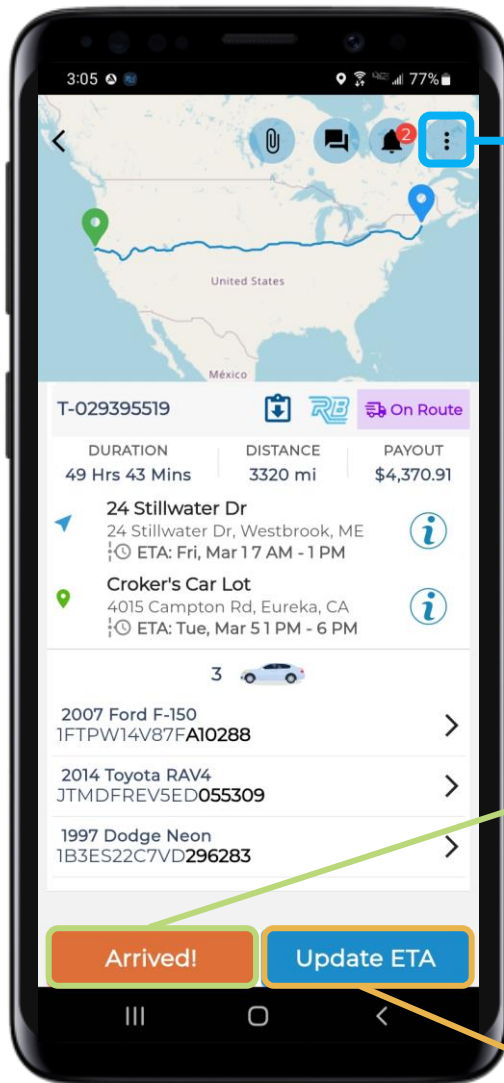 3:05 77%
2
United States
México
T-029395519 RB On Route
DURATION DISTANCE PAYOUT
49 Hrs 43 Mins 3320 mi $4,370.91
24 Stillwater Dr
24 Stillwater Dr, Westbrook, ME
ETA: Fri, Mar 1 7 AM - 1 PM
Croker's Car Lot
4015 Campton Rd, Eureka, CA
ETA: Tue, Mar 5 1 PM - 6 PM
3
2007 Ford F-150
1FTPW14V87FA10288
2014 Toyota RAV4
JTMDFREV5ED055309
1997 Dodge Neon
1B3ES22C7VD296283
Arrived! Update ETA